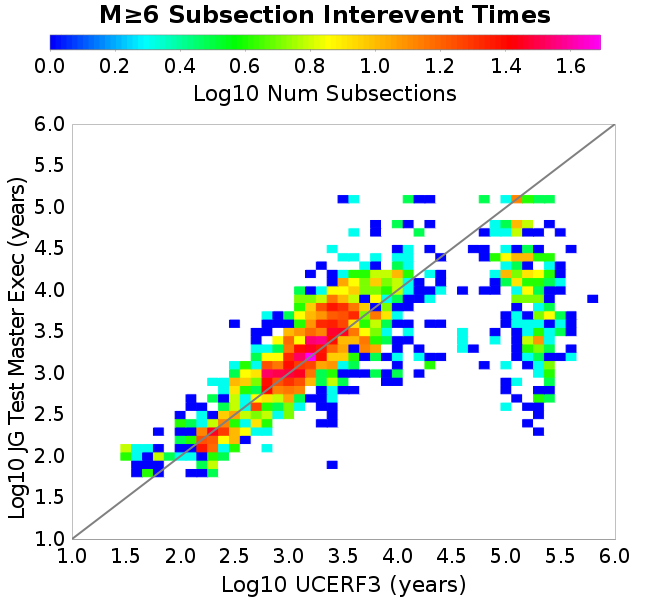 M≥6 Subsection Interevent Times
0.0 0.2 0.4 0.6 0.8 1.0 1.2 1.4 1.6
Log10 Num Subsections
6.0
5.5
5.0
4.5
4.0
3.5
3.0
2.5
2.0
1.5
1.0
Log10 JG Test Master Exec (years)
1.0 1.5 2.0 2.5 3.0 3.5 4.0 4.5 5.0 5.5 6.0
Log10 UCERF3 (years)